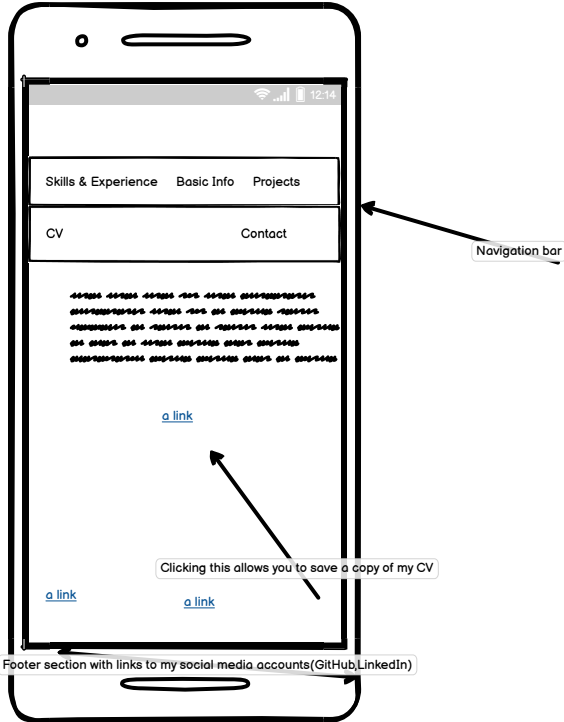 12:14
Skills & Experience Basic Info Projects
CV Contact
Navigation bar
a link
Clicking this allows you to save a copy of my CV
a link
a link
Footer section with links to my social media accounts(GitHub,LinkedIn)